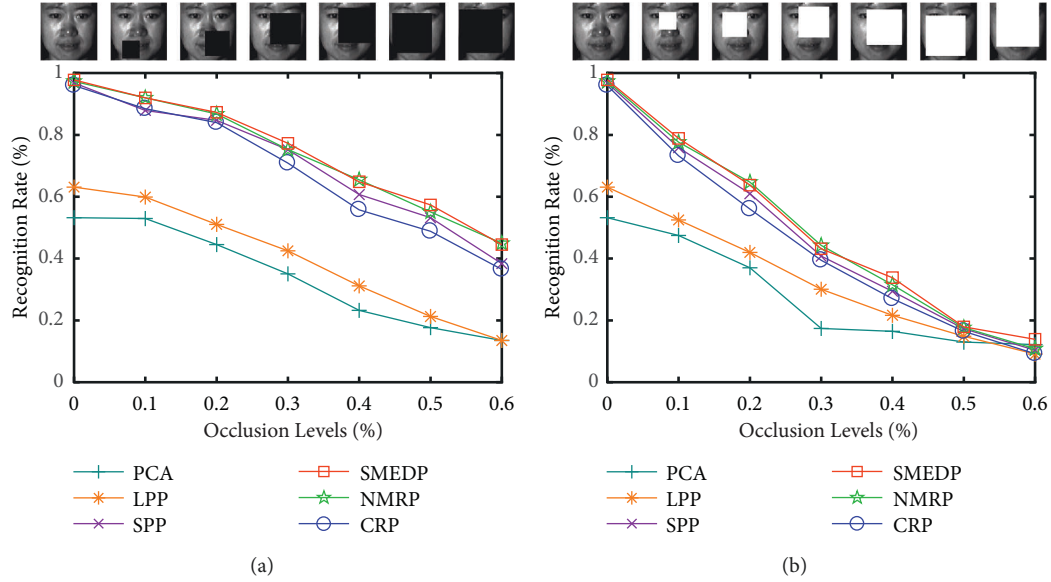 1
0.8
0.6
0.4
0.2
0
Recognition Rate (%)
0 0.1 0.2 0.3 0.4 0.5 0.6
Occlusion Levels (%)
PCA
LPP
SPP
SMEDP
NMRP
CRP
(a)
1
0.8
0.6
0.4
0.2
0
Recognition Rate (%)
0 0.1 0.2 0.3 0.4 0.5 0.6
Occlusion Levels (%)
PCA
LPP
SPP
SMEDP
NMRP
CRP
(b)